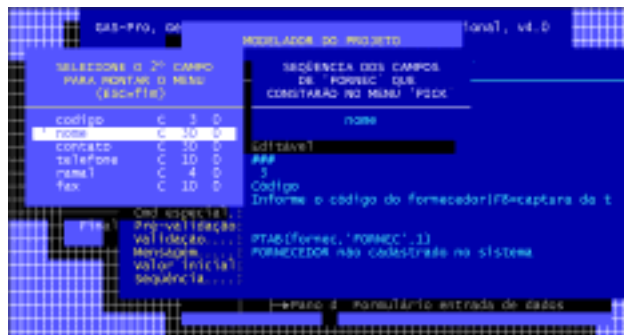 GAS-Pro, ional, v4.0
MODELADOR DO PROJETO
SELECIONE O 2º CAMPO
PARA MONTAR O MENU
(ESC=fim)
SEQÜENCIA DOS CAMPOS
DE 'FORNEC' QUE
CONSTARÃO NO MENU 'PICK'
codigo C 3 0
nome C 30 0
contato C 30 0
telefone C 10 0
ramal C 4 0
fax C 10 0
nome
Editável
###
3
Código
Informe o código do fornecedor(F8=captura da t
Cmd especial.:
Pré-validação
Validação....:
Mensagem.....:
Valor inicial:
Sequência....:
Final
PTAB(fornec,'FORNEC',1)
FORNECEDOR não cadastrado no sistema
Formulário entrada de dados